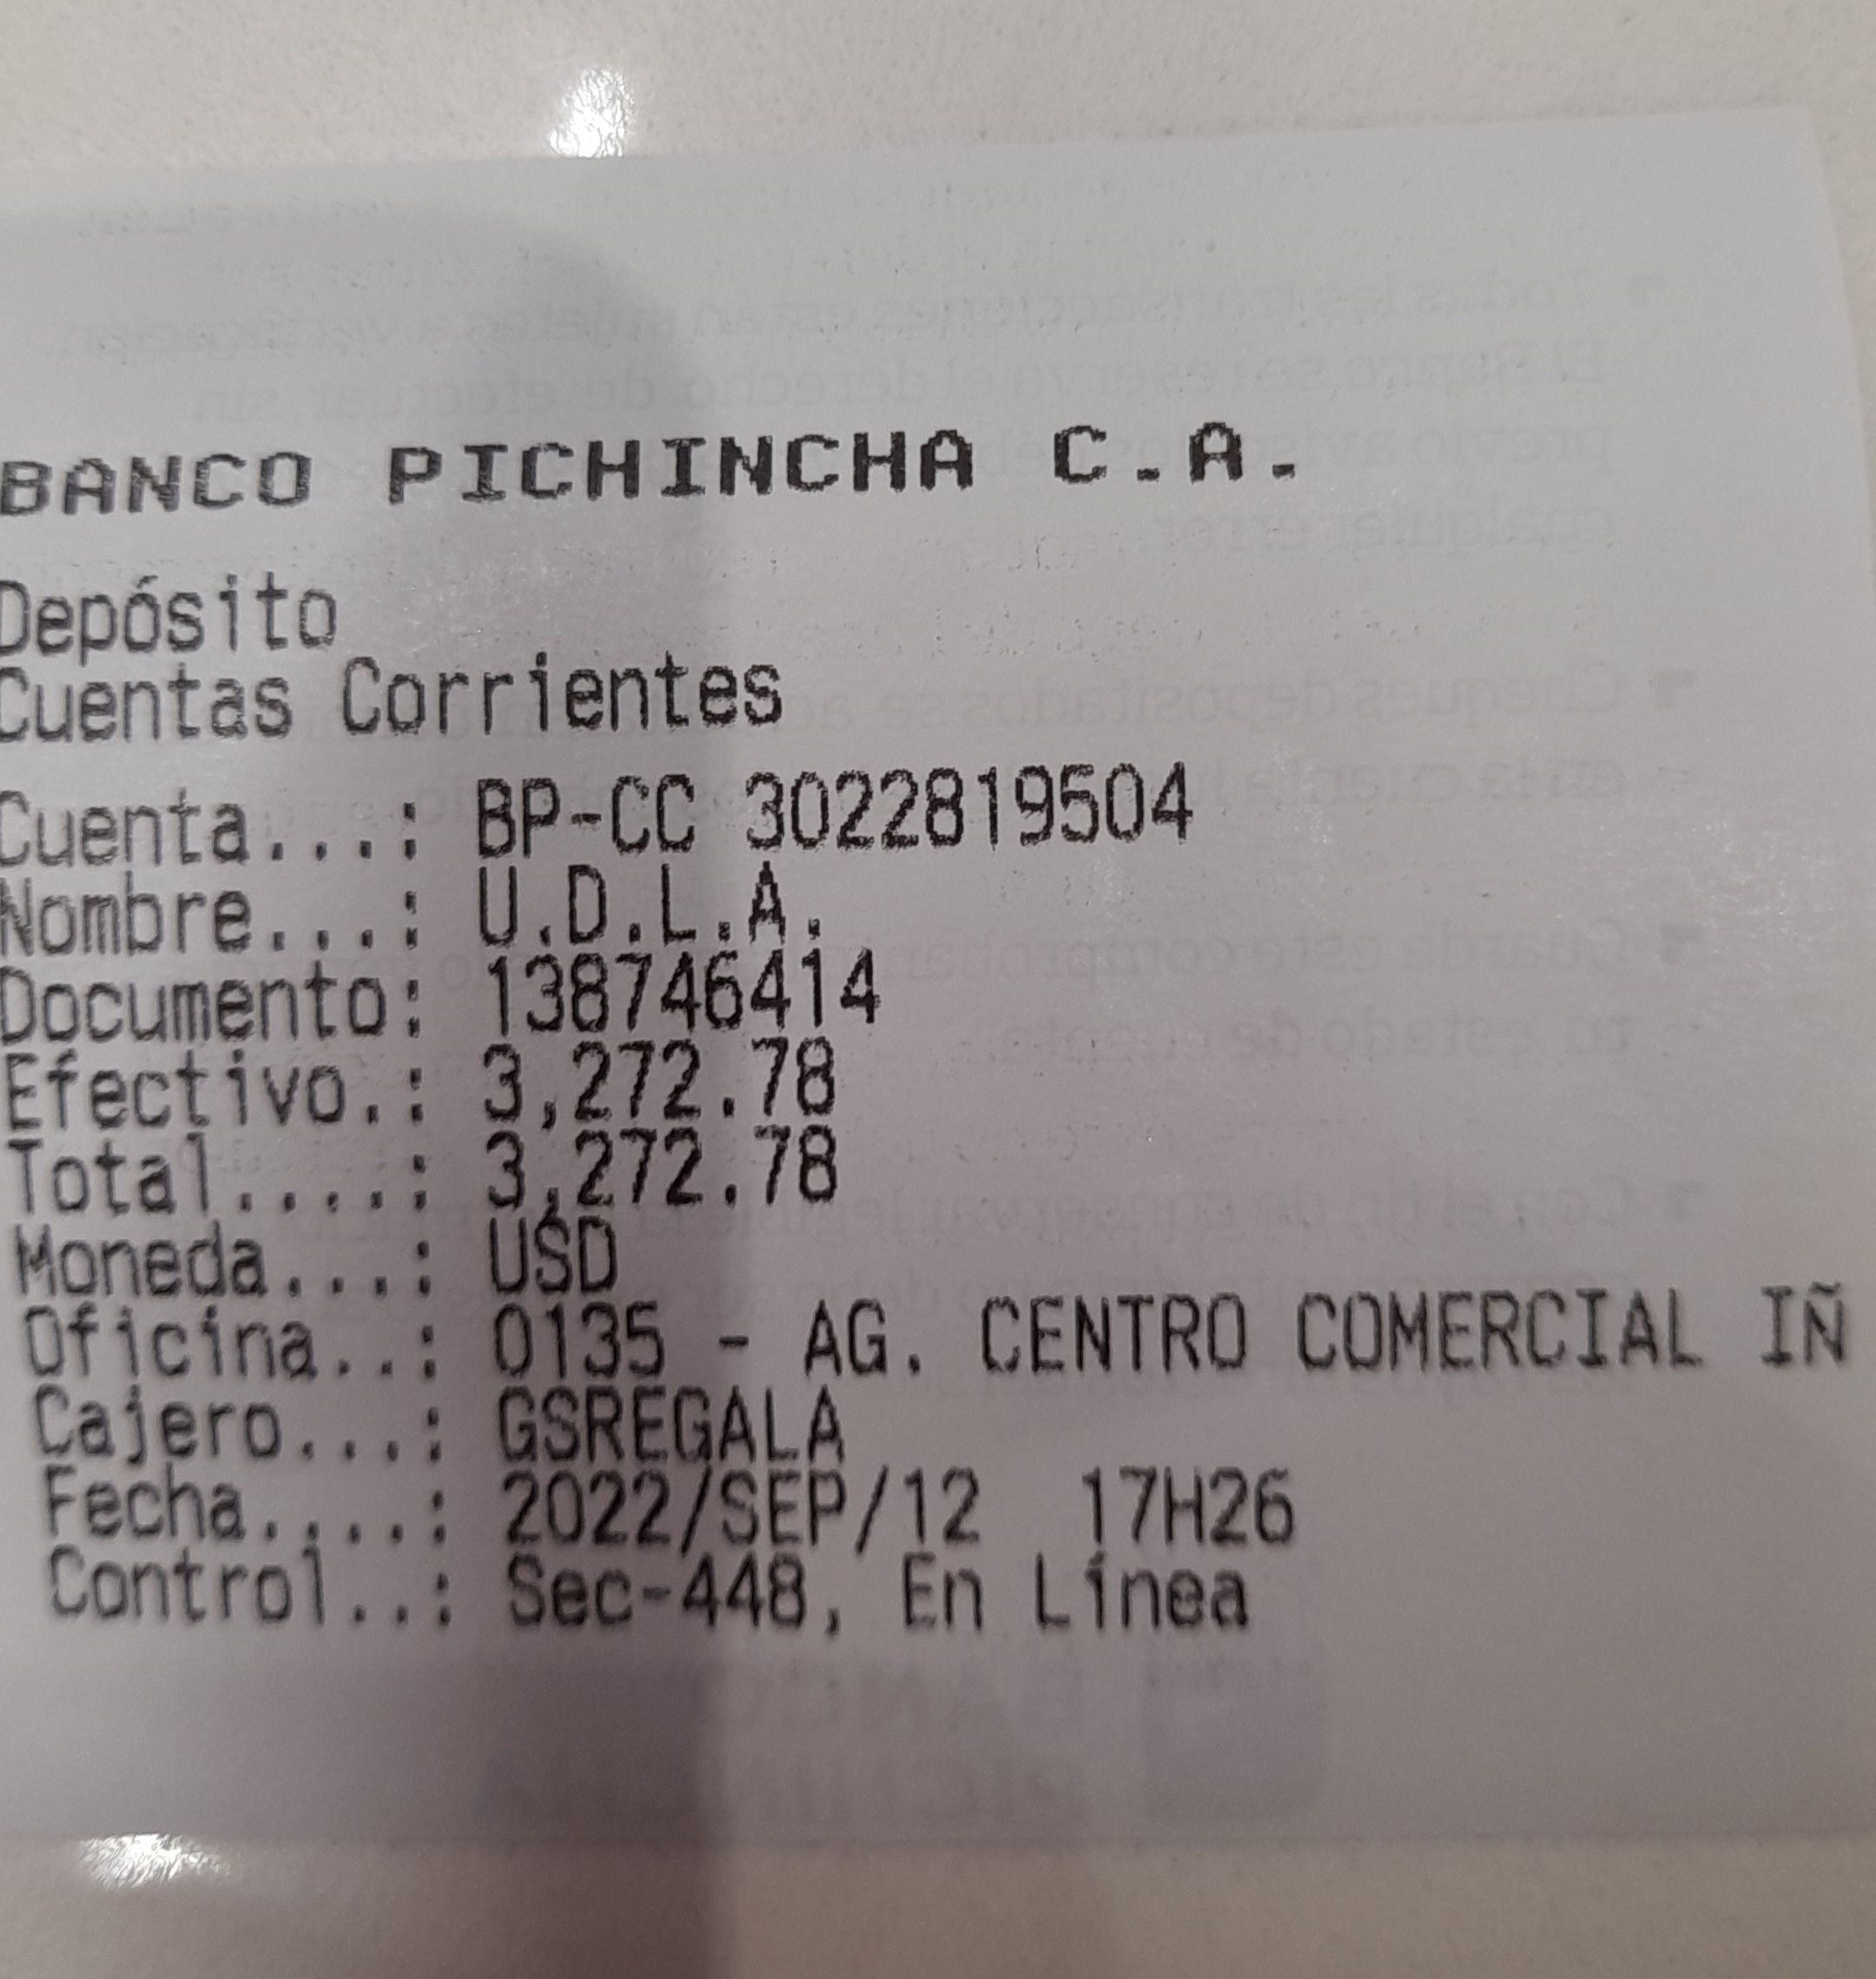 BANCO PICHINCHA C.A.
Depósito
Cuentas Corrientes
Cuenta...: BP-CC 3022819504
Nombre...: U.D.L.A.
Documento: 138746414
Efectivo.: 3,272.78
Total....: 3,272.78
Moneda...: USD
Oficina..: 0135 - AG. CENTRO COMERCIAL IÑ
Cajero...: GSREGALA
Fecha....: 2022/SEP/12 17H26
Control..: Sec-448, En Línea